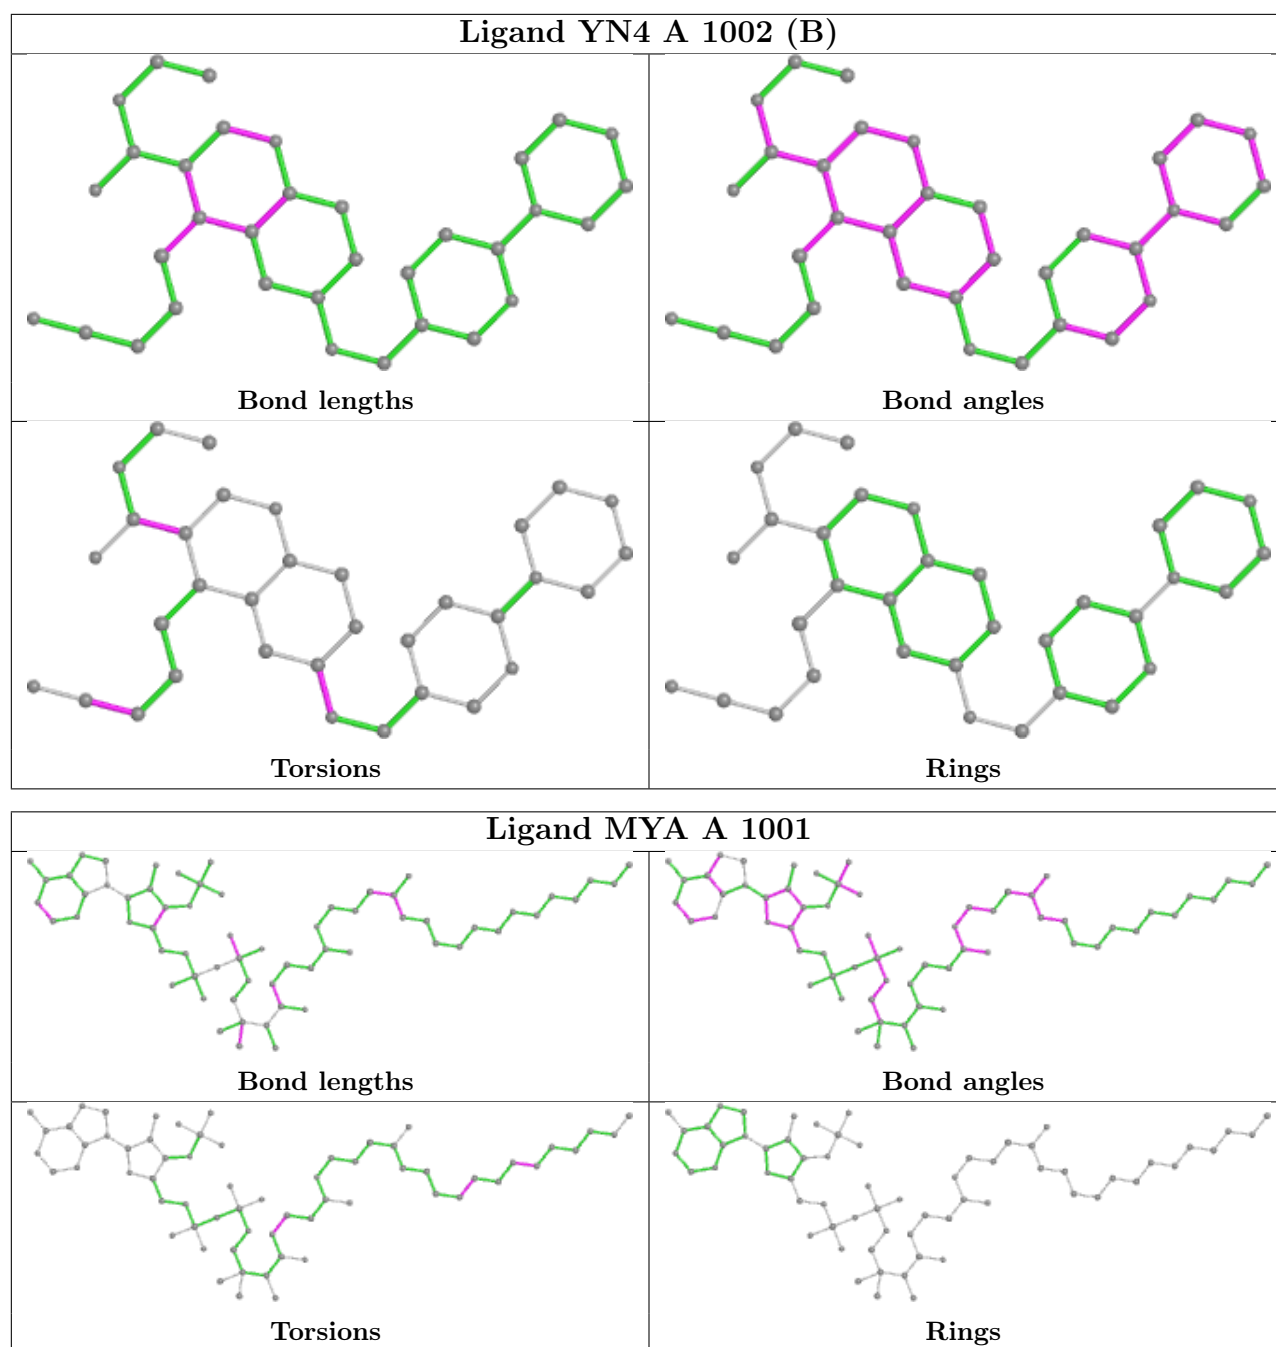 Ligand YN4 A 1002 (B)
Bond lengths
Bond angles
Torsions
Rings
Ligand MYA A 1001
Bond lengths
Bond angles
Torsions
Rings